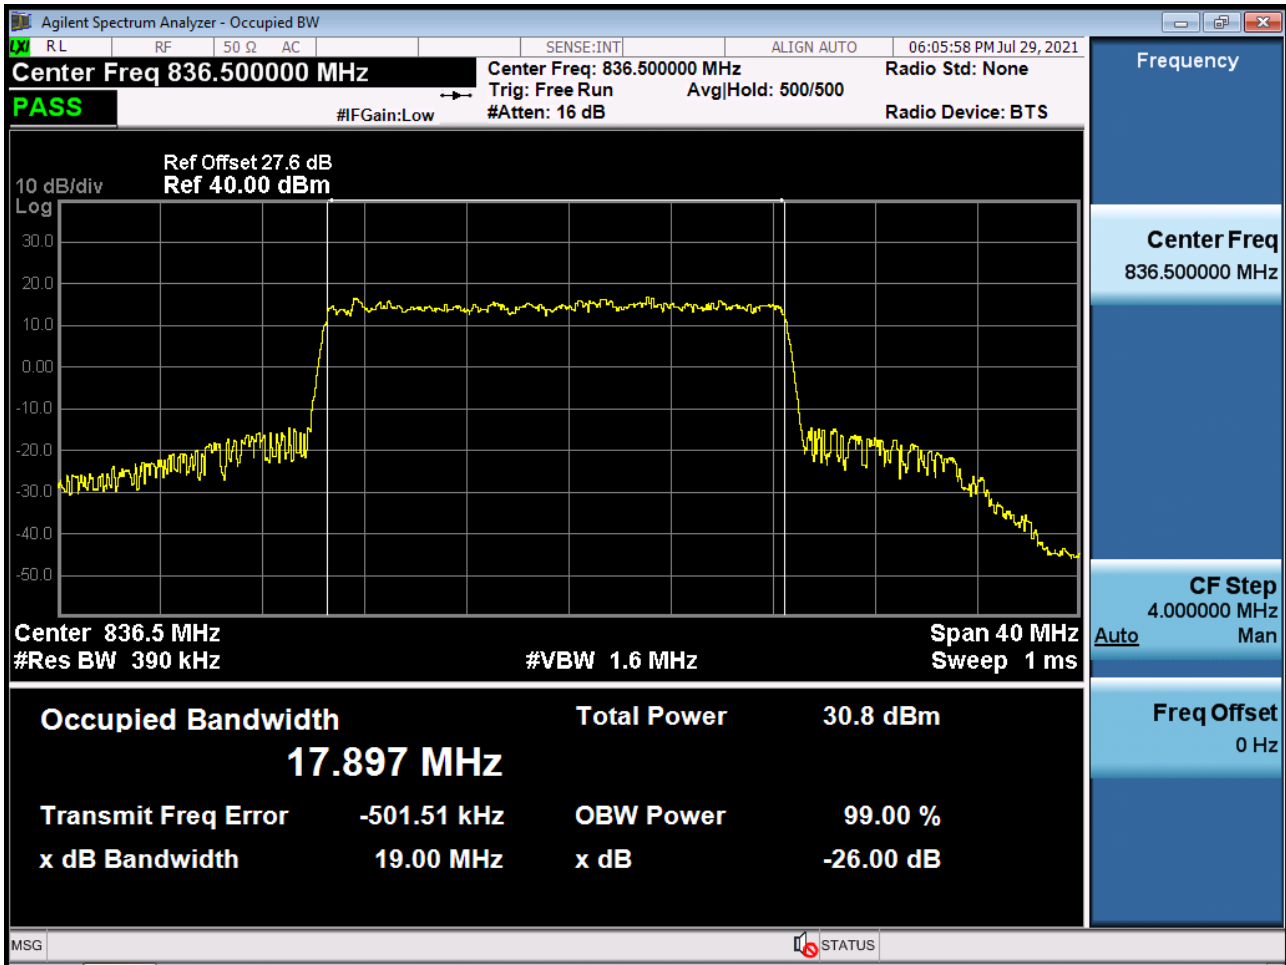 Agilent Spectrum Analyzer - Occupied BW
LXI RL RF 50 Ω AC SENSE:INT ALIGN AUTO 06:05:58 PM Jul 29, 2021
Center Freq 836.500000 MHz
PASS
#IFGain:Low
Center Freq: 836.500000 MHz
Trig: Free Run Avg|Hold: 500/500
#Atten: 16 dB
Radio Std: None
Radio Device: BTS
Ref Offset 27.6 dB
10 dB/div Ref 40.00 dBm
Log
30.0
20.0
10.0
0.00
-10.0
-20.0
-30.0
-40.0
-50.0
Center 836.5 MHz Span 40 MHz
#Res BW 390 kHz #VBW 1.6 MHz Sweep 1 ms
Occupied Bandwidth Total Power 30.8 dBm
17.897 MHz
Transmit Freq Error -501.51 kHz OBW Power 99.00 %
x dB Bandwidth 19.00 MHz x dB -26.00 dB
MSG STATUS
Frequency
Center Freq
836.500000 MHz
CF Step
4.000000 MHz
Auto Man
Freq Offset
0 Hz